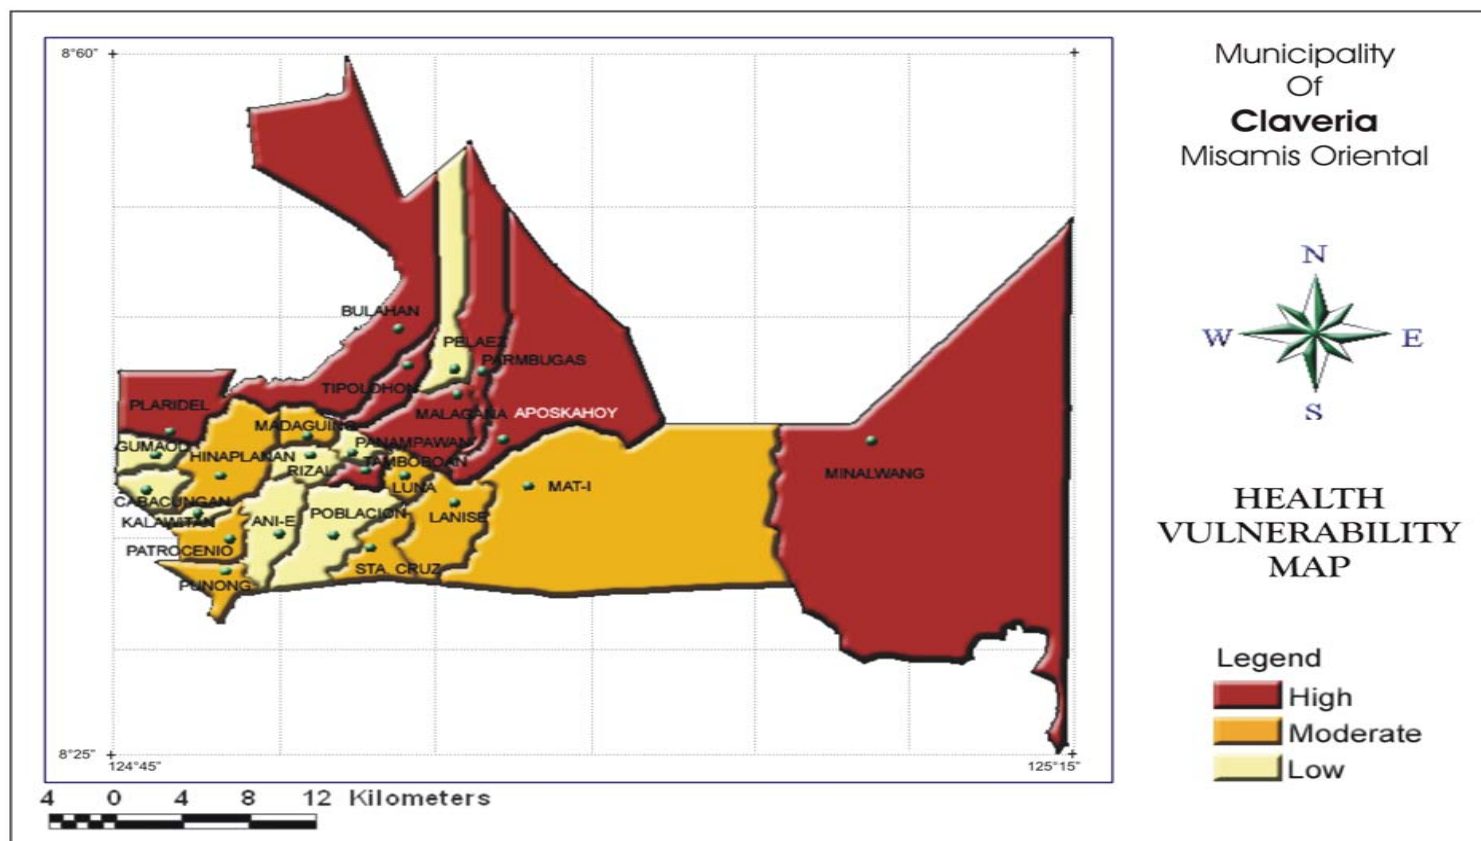 Municipality
Of
Claveria
Misamis Oriental
N
W
E
S
HEALTH
VULNERABILITY
MAP
Legend
High
Moderate
Low
8°60"
8°25"
124°45"
125°15"
BULAHAN
PELAEZ
PARMBUGAS
TIPOLOHON
PLARIDEL
MALAGANA
APOSKAHOY
MADAGUING
GUMAOD
PANAMPAWAN
HINAPLANAN
TAMBOBOAN
RIZAL
MINALWANG
LUNA
MAT-I
CABACUNGAN
POBLACION
LANISE
KALAWITAN
ANI-E
PATROCENIO
STA. CRUZ
PUNONG
4 0 4 8 12 Kilometers